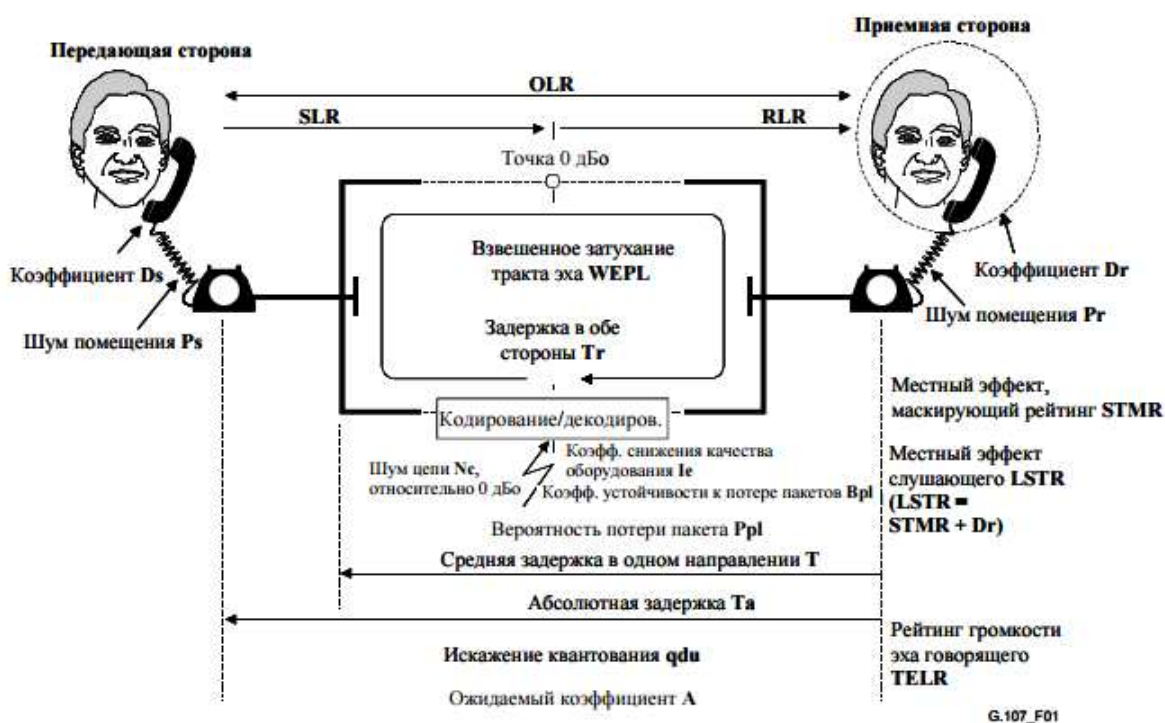 Передающая сторона
Приемная сторона
OLR
SLR
RLR
Точка 0 дБо
Взвешенное затухание
тракта эха WEPL
Коэффициент Ds
Коэффициент Dr
Шум помещения Ps
Шум помещения Pr
Задержка в обе
стороны Tr
Местный эффект,
маскирующий рейтинг STMR
Кодирование/декодиров.
Шум цепи Nc,
относительно 0 дБо
Коэфф. снижения качества
оборудования Ie
Коэфф. устойчивости к потере пакетов Bpl
Местный эффект
слушающего LSTR
(LSTR =
STMR + Dr)
Вероятность потери пакета Ppl
Средняя задержка в одном направлении T
Абсолютная задержка Ta
Рейтинг громкости
эха говорящего
TELR
Искажение квантования qdu
Ожидаемый коэффициент A
G.107_F01